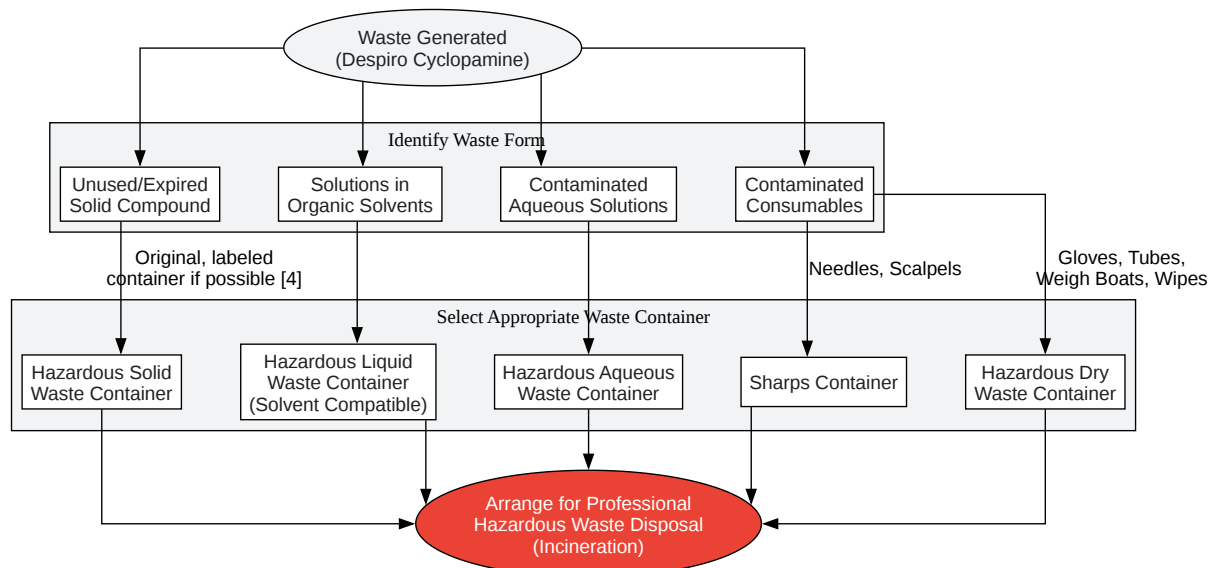 Waste Generated
(Despiro Cyclopamine)
Identify Waste Form
Unused/Expired
Solid Compound
Solutions in
Organic Solvents
Contaminated
Aqueous Solutions
Contaminated
Consumables
Original, labeled
container if possible [4]
Needles, Scalpels
Gloves, Tubes,
Weigh Boats, Wipes
Select Appropriate Waste Container
Hazardous Solid
Waste Container
Hazardous Liquid
Waste Container
(Solvent Compatible)
Hazardous Aqueous
Waste Container
Sharps Container
Hazardous Dry
Waste Container
Arrange for Professional
Hazardous Waste Disposal
(Incineration)